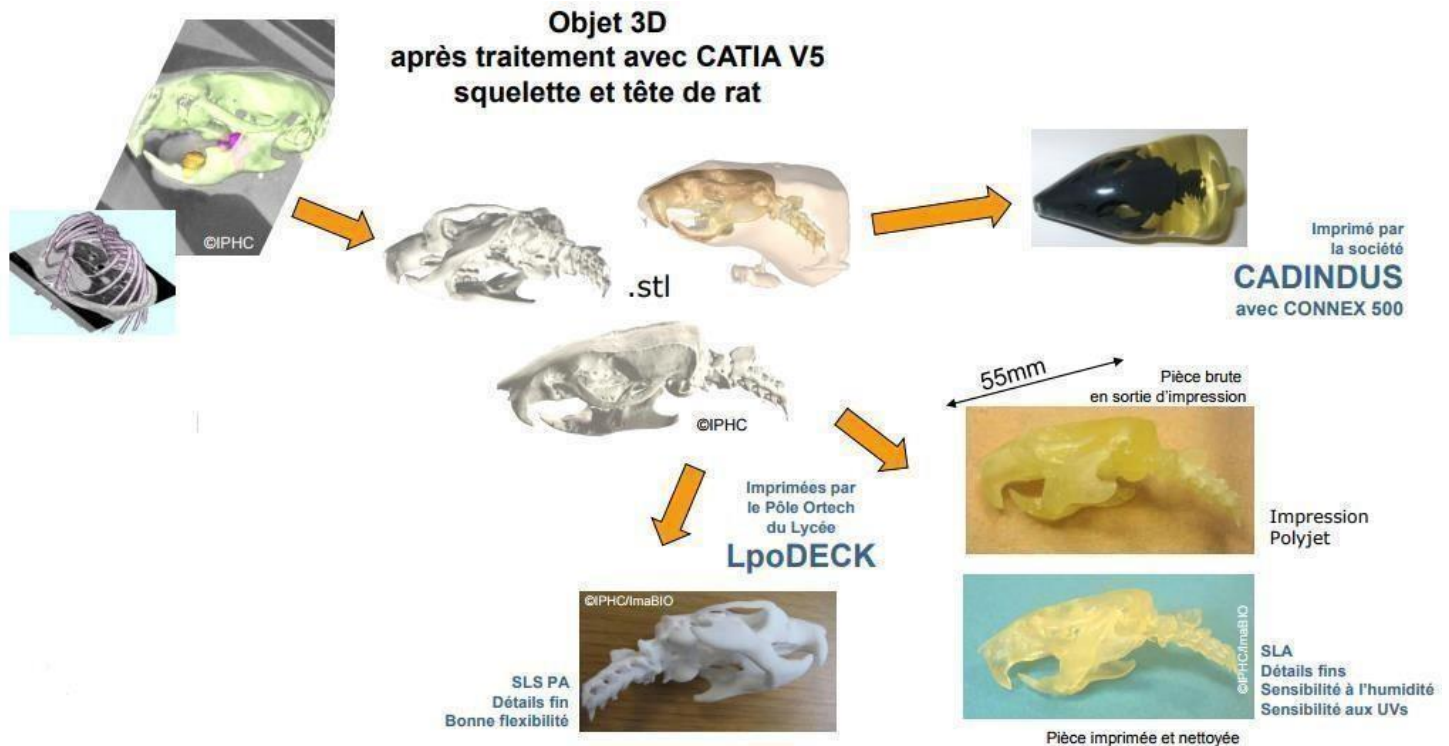 Objet 3D
après traitement avec CATIA V5
squelette et tête de rat
©IPHC
.stl
©IPHC
Imprimé par
la société
CADINDUS
avec CONNEX 500
55mm
Pièce brute
en sortie d'impression
Impression
Polyjet
Imprimées par
le Pôle Ortech
du Lycée
LpoDECK
©IPHC/ImaBIO
SLS PA
Détails fin
Bonne flexibilité
©IPHC/ImaBIO
SLA
Détails fins
Sensibilité à l'humidité
Sensibilité aux UVs
Pièce imprimée et nettoyée